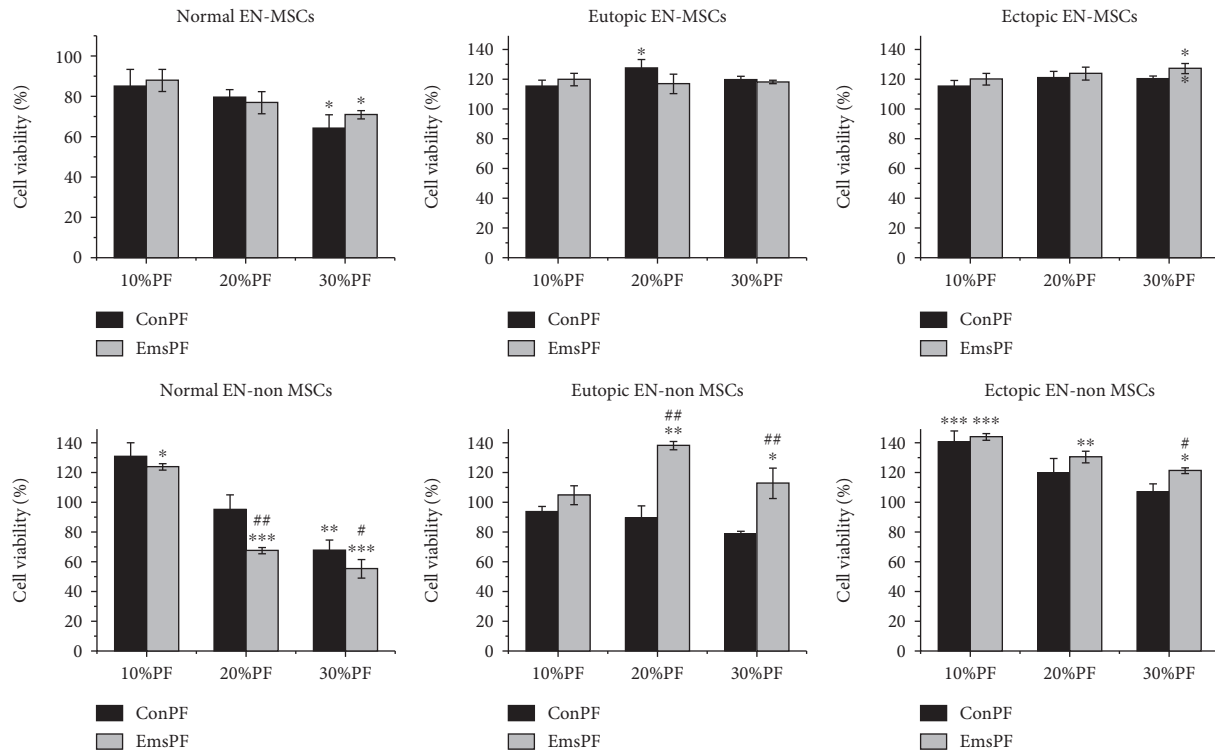 Normal EN-MSCs
Cell viability (%)
100
80
60
40
20
0
* *
10%PF 20%PF 30%PF
ConPF
EmsPF
Eutopic EN-MSCs
Cell viability (%)
140
120
100
80
60
40
20
0
*
10%PF 20%PF 30%PF
ConPF
EmsPF
Ectopic EN-MSCs
Cell viability (%)
140
120
100
80
60
40
20
0
*
*
10%PF 20%PF 30%PF
ConPF
EmsPF
Normal EN-non MSCs
Cell viability (%)
140
120
100
80
60
40
20
0
*
##
***
**
#
***
10%PF 20%PF 30%PF
ConPF
EmsPF
Eutopic EN-non MSCs
Cell viability (%)
140
120
100
80
60
40
20
0
##
**
##
*
10%PF 20%PF 30%PF
ConPF
EmsPF
Ectopic EN-non MSCs
Cell viability (%)
140
120
100
80
60
40
20
0
*** ***
**
#
*
10%PF 20%PF 30%PF
ConPF
EmsPF